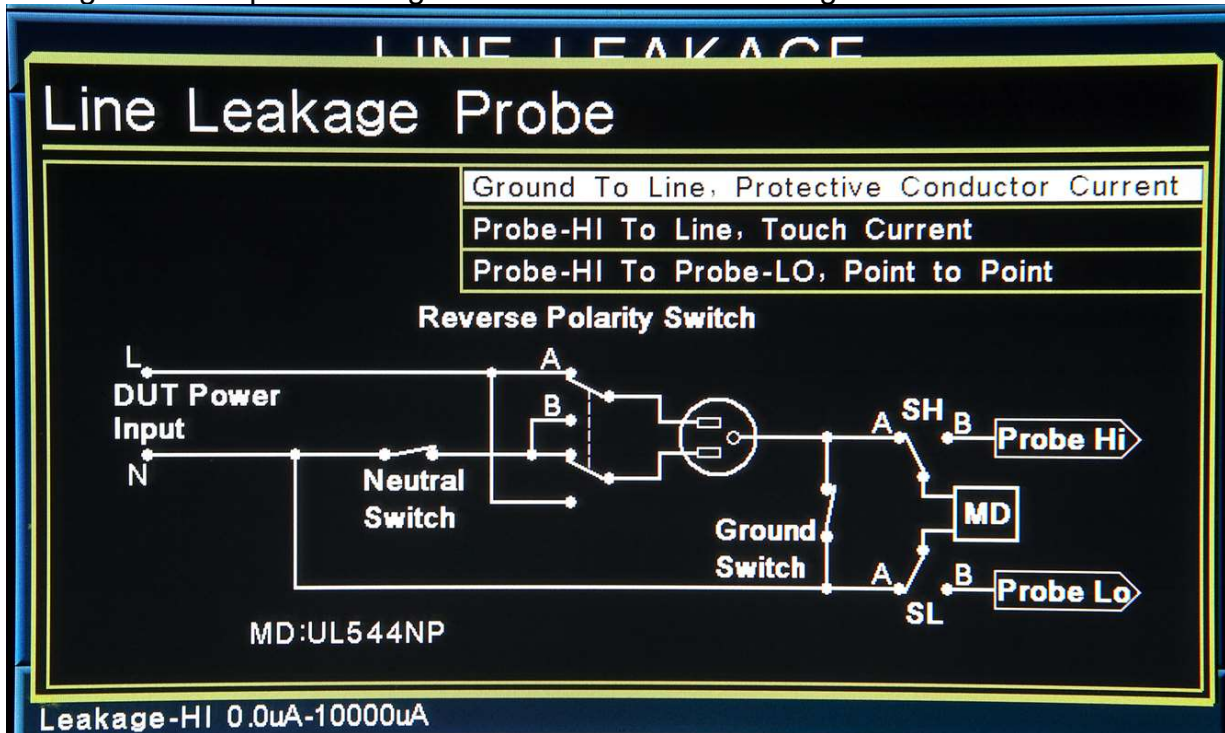 LINE LEAKAGE
Line Leakage Probe
Ground To Line, Protective Conductor Current
Probe-HI To Line, Touch Current
Probe-HI To Probe-LO, Point to Point
Reverse Polarity Switch
L
A
DUT Power
Input
B
N
Neutral
Switch
A
SH
B
Probe Hi
MD
Ground
Switch
A
B
Probe Lo
SL
MD:UL544NP
Leakage-HI 0.0uA-10000uA